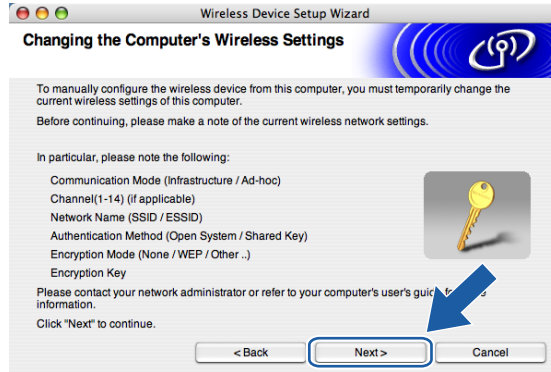 Wireless Device Setup Wizard
Changing the Computer's Wireless Settings
To manually configure the wireless device from this computer, you must temporarily change the
current wireless settings of this computer.
Before continuing, please make a note of the current wireless network settings.
In particular, please note the following:
Communication Mode (Infrastructure / Ad-hoc)
Channel(1-14) (if applicable)
Network Name (SSID / ESSID)
Authentication Method (Open System / Shared Key)
Encryption Mode (None / WEP / Other ..)
Encryption Key
Please contact your network administrator or refer to your computer's user's
information.
Click "Next" to continue.
< Back Next > Cancel